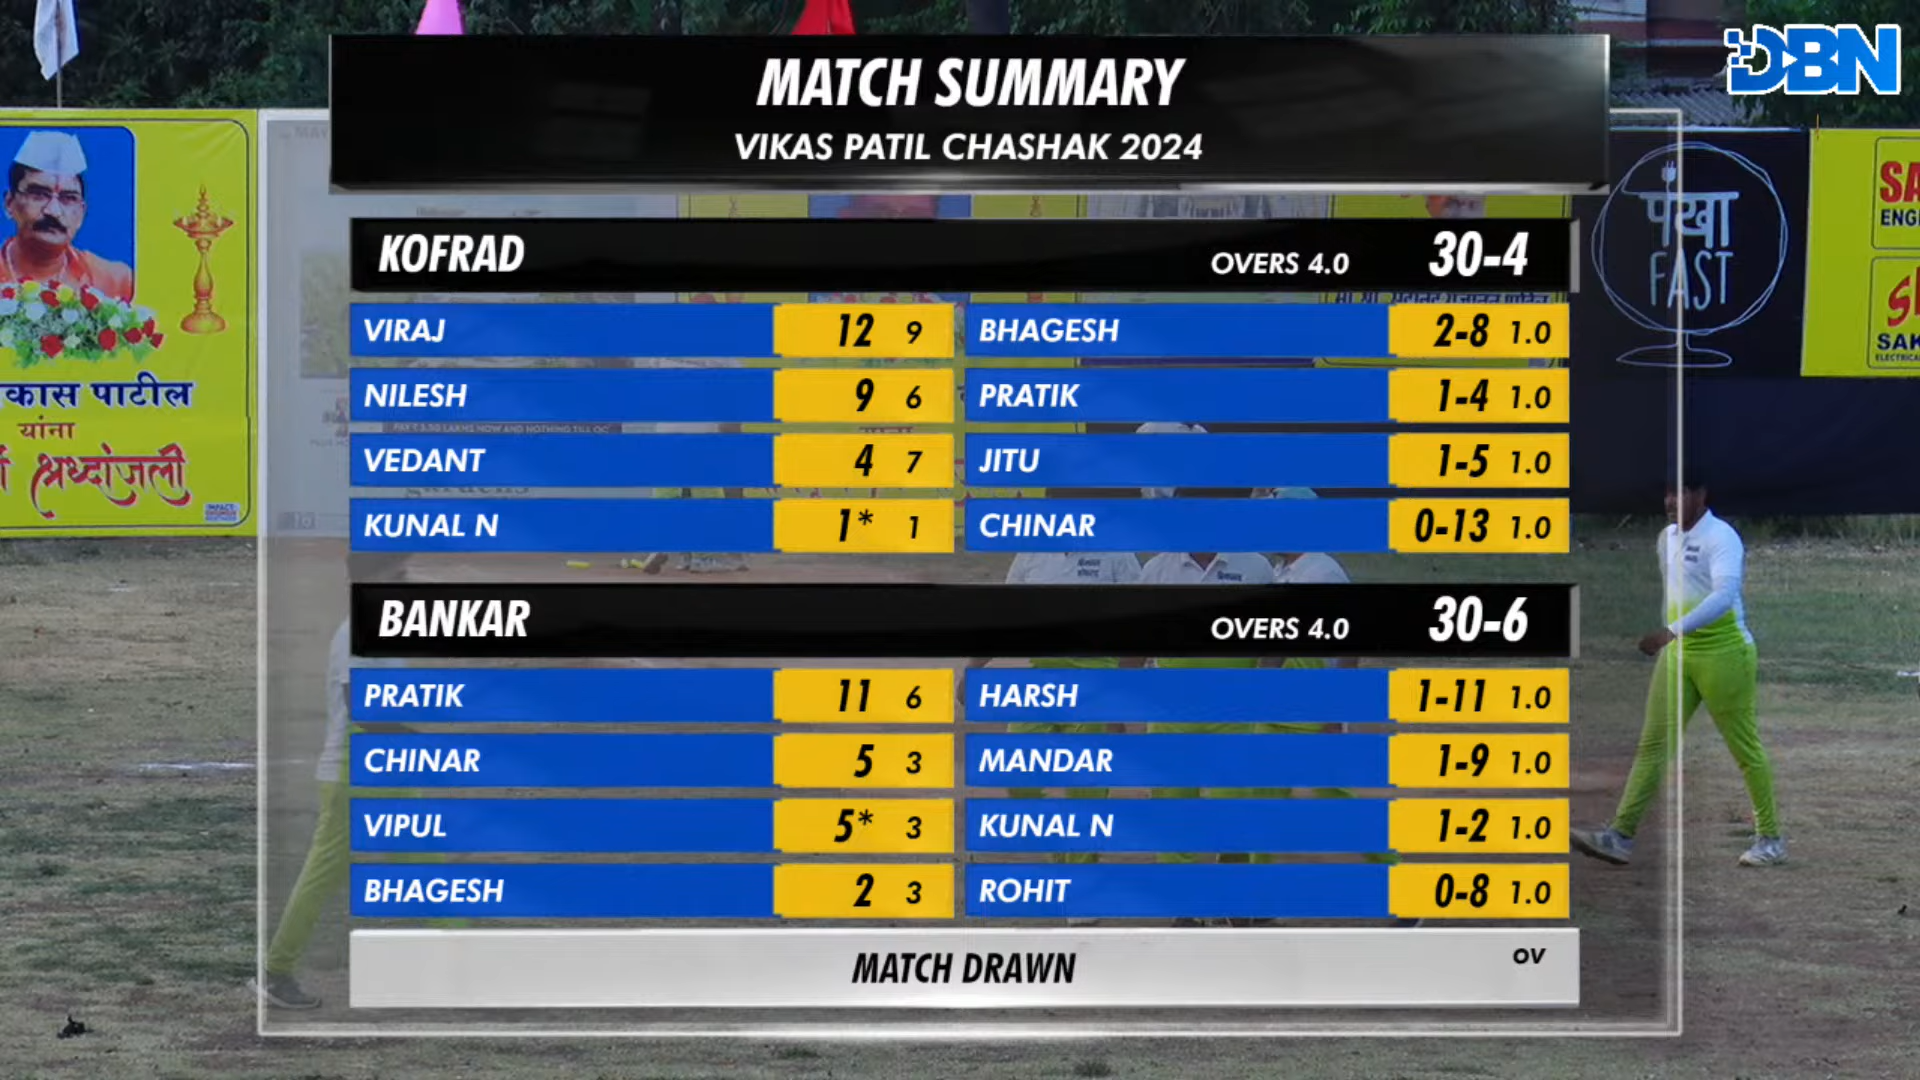 DBN
MATCH SUMMARY
VIKAS PATIL CHASHAK 2024
KOFRAD OVERS 4.0 30-4
VIRAJ 12 9 BHAGESH 2-8 1.0
NILESH 9 6 PRATIK 1-4 1.0
VEDANT 4 7 JITU 1-5 1.0
KUNAL N 1* 1 CHINAR 0-13 1.0
BANKAR OVERS 4.0 30-6
PRATIK 11 6 HARSH 1-11 1.0
CHINAR 5 3 MANDAR 1-9 1.0
VIPUL 5* 3 KUNAL N 1-2 1.0
BHAGESH 2 3 ROHIT 0-8 1.0
MATCH DRAWN OV
कास पाटील
यांना
श्रध्दांजली
पंखा
FAST
SA
ENGI
SAK